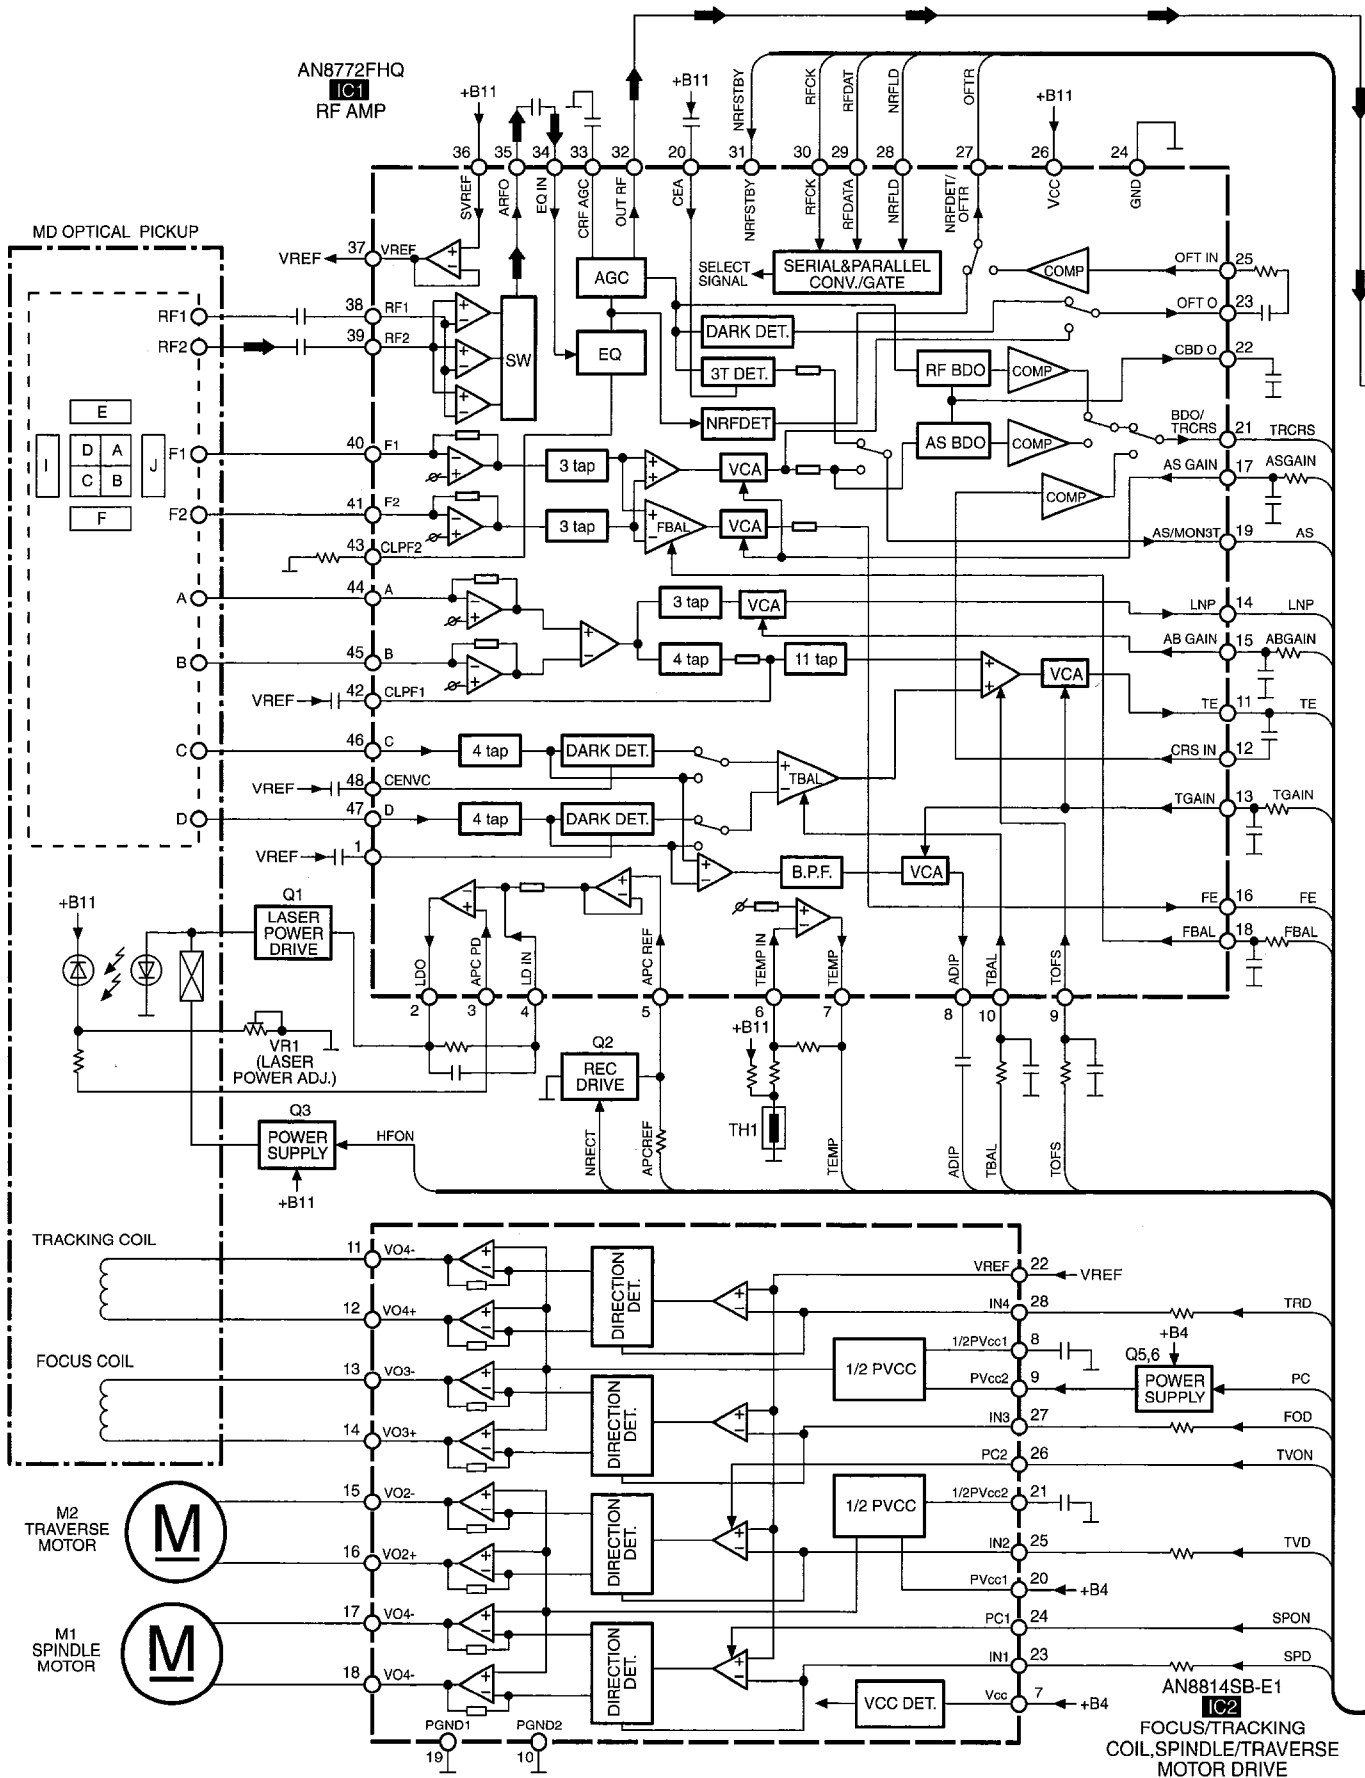 AN8772FHQ
IC1
RF AMP
+B11
+B11
NRFSTBY
RFCK
RFDAT
NRFLD
OFTR
+B11
36
35
34
33
32
20
31
30
29
28
27
26
24
SVREF
ARFO
EQ IN
CRF AGC
OUT RF
CEA
NRFSTBY
RFCK
RFDATA
NRFLD
NRFDET/
OFTR
VCC
GND
MD OPTICAL PICKUP
VREF
37
VREF
AGC
SELECT
SIGNAL
SERIAL&PARALLEL
CONV./GATE
COMP
OFT IN
25
RF1
38
RF1
OFT O
23
RF2
39
RF2
SW
EQ
DARK DET.
3T DET.
NRFDET
RF BDO
COMP
CBD O
22
AS BDO
COMP
BDO/
TRCRS
21
TRCRS
E
I
D
A
C
B
J
F
F1
40
F1
3 tap
VCA
COMP
AS GAIN
17
ASGAIN
F2
41
F2
3 tap
FBAL
VCA
43
CLPF2
AS/MON3T
19
AS
A
44
A
3 tap
VCA
LNP
14
LNP
B
45
B
4 tap
11 tap
AB GAIN
15
ABGAIN
VCA
VREF
42
CLPF1
TE
11
TE
C
46
C
4 tap
DARK DET.
TBAL
CRS IN
12
VREF
48
CENVC
D
47
D
4 tap
DARK DET.
TGAIN
13
TGAIN
VREF
1
B.P.F.
VCA
+B11
Q1
LASER
POWER
DRIVE
FE
16
FE
FBAL
18
FBAL
LDO
APC PD
LD IN
APC REF
TEMP IN
TEMP
ADIP
TBAL
TOFS
2
3
4
5
6
7
8
10
9
VR1
(LASER
POWER ADJ.)
Q2
REC
DRIVE
+B11
TH1
Q3
POWER
SUPPLY
HFON
+B11
NRECT
APCREF
TEMP
ADIP
TBAL
TOFS
TRACKING COIL
11
VO4-
DIRECTION
DET.
VREF
22
VREF
12
VO4+
IN4
28
TRD
FOCUS COIL
1/2 PVCC
1/2PVcc1
8
+B4
Q5,6
POWER
SUPPLY
13
VO3-
DIRECTION
DET.
PVcc2
9
PC
14
VO3+
IN3
27
FOD
PC2
26
TVON
M2
TRAVERSE
MOTOR
M
15
VO2-
DIRECTION
DET.
1/2 PVCC
1/2PVcc2
21
16
VO2+
IN2
25
TVD
PVcc1
20
+B4
M1
SPINDLE
MOTOR
M
17
VO4-
DIRECTION
DET.
PC1
24
SPON
18
VO4-
IN1
23
SPD
VCC DET.
Vcc
7
+B4
PGND1
19
PGND2
10
AN8814SB-E1
IC2
FOCUS/TRACKING
COIL,SPINDLE/TRAVERSE
MOTOR DRIVE